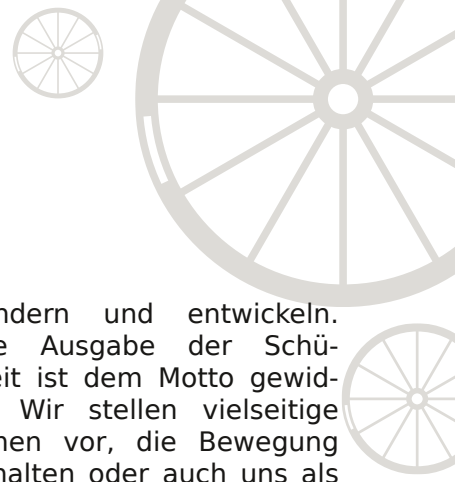 ndern und entwickeln.
e Ausgabe der Schü-
eit ist dem Motto gewid-
Wir stellen vielseitige
nen vor, die Bewegung
halten oder auch uns als